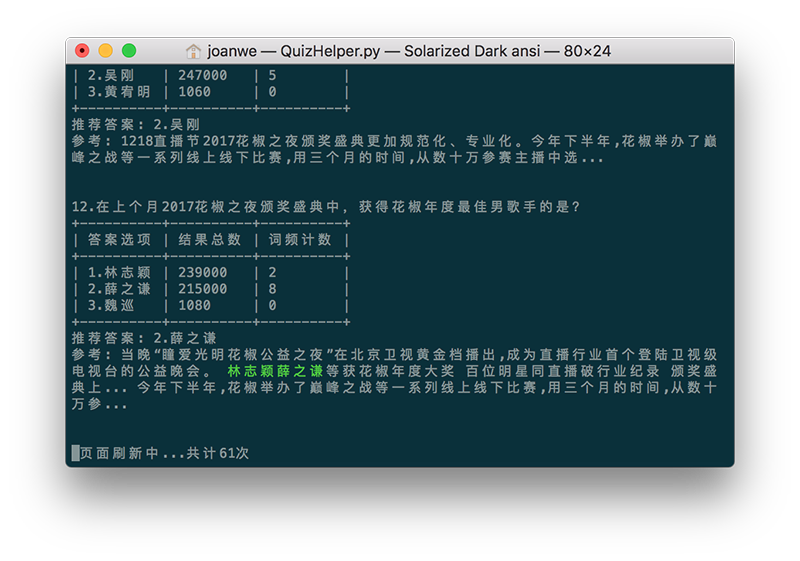 joanwe — QuizHelper.py — Solarized Dark ansi — 80×24
| 2.吴刚 | 247000 | 5 |
| 3.黄宥明 | 1060 | 0 |
+----------+----------+----------+
推荐答案: 2.吴刚
参考: 1218直播节2017花椒之夜颁奖盛典更加规范化、专业化。今年下半年,花椒举办了巅
峰之战等一系列线上线下比赛,用三个月的时间,从数十万参赛主播中选...
12.在上个月2017花椒之夜颁奖盛典中, 获得花椒年度最佳男歌手的是?
+----------+----------+----------+
| 答案选项 | 结果总数 | 词频计数 |
+----------+----------+----------+
| 1.林志颖 | 239000 | 2 |
| 2.薛之谦 | 215000 | 8 |
| 3.魏巡 | 1080 | 0 |
+----------+----------+----------+
推荐答案: 2.薛之谦
参考: 当晚“瞳爱光明花椒公益之夜”在北京卫视黄金档播出,成为直播行业首个登陆卫视级
电视台的公益晚会。 林志颖薛之谦等获花椒年度大奖 百位明星同直播破行业纪录 颁奖盛
典上... 今年下半年,花椒举办了巅峰之战等一系列线上线下比赛,用三个月的时间,从数十
万参...
页面刷新中...共计61次